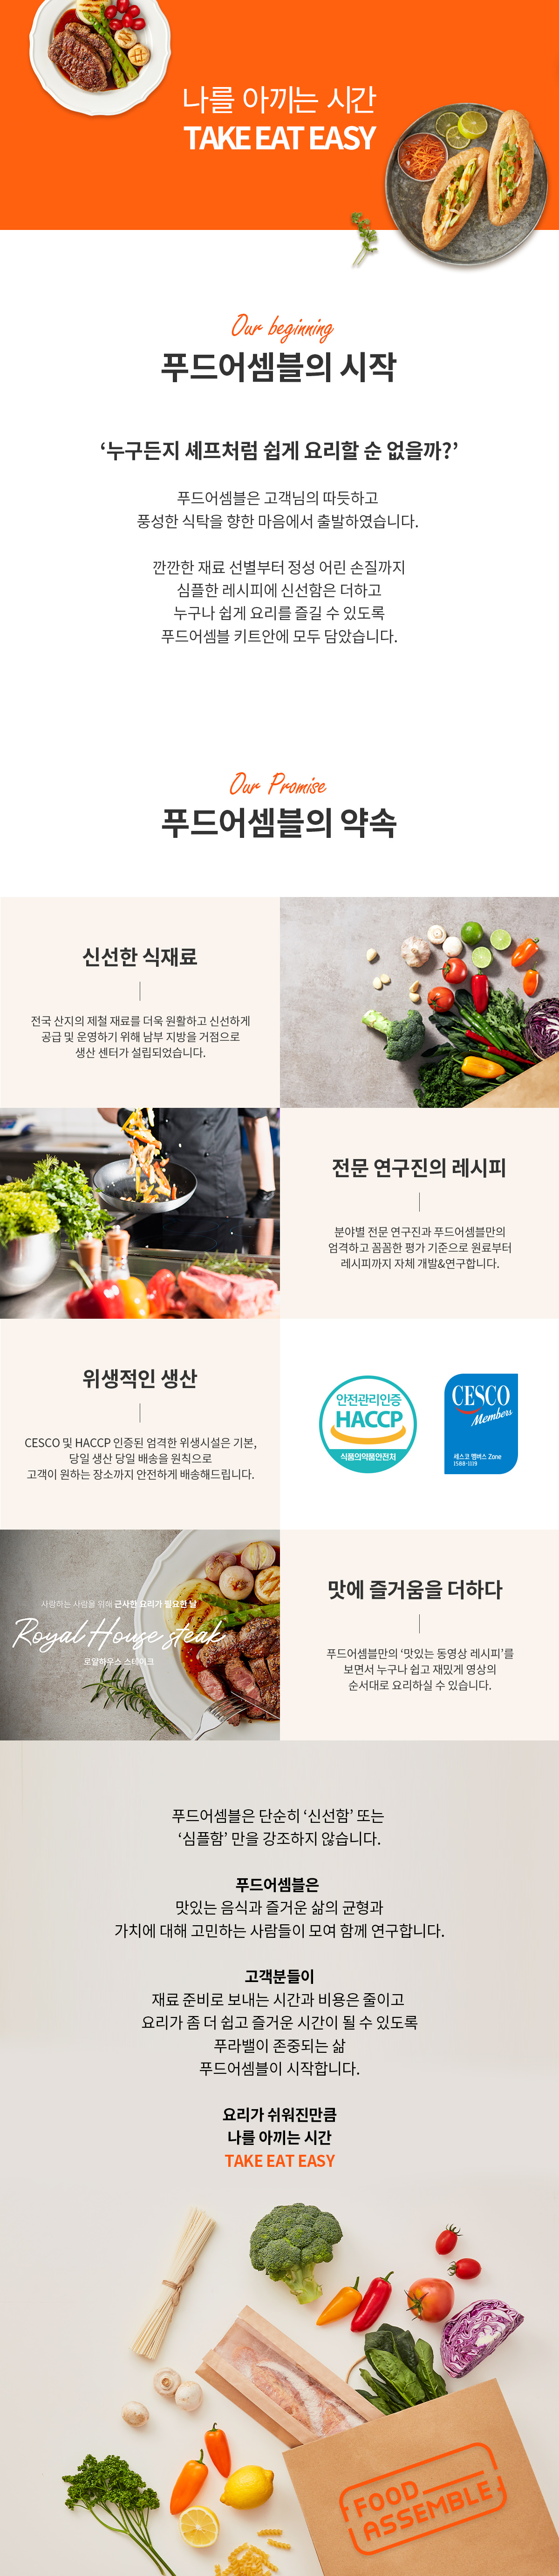 나를 아끼는 시간
TAKE EAT EASY
Our beginning
푸드어셈블의 시작
‘누구든지 셰프처럼 쉽게 요리할 순 없을까?’
푸드어셈블은 고객님의 따듯하고
풍성한 식탁을 향한 마음에서 출발하였습니다.
깐깐한 재료 선별부터 정성 어린 손질까지
심플한 레시피에 신선함은 더하고
누구나 쉽게 요리를 즐길 수 있도록
푸드어셈블 키트안에 모두 담았습니다.
Our Promise
푸드어셈블의 약속
신선한 식재료
전국 산지의 제철 재료를 더욱 원활하고 신선하게
공급 및 운영하기 위해 남부 지방을 거점으로
생산 센터가 설립되었습니다.
전문 연구진의 레시피
분야별 전문 연구진과 푸드어셈블만의
엄격하고 꼼꼼한 평가 기준으로 원료부터
레시피까지 자체 개발&연구합니다.
위생적인 생산
CESCO 및 HACCP 인증된 엄격한 위생시설은 기본,
당일 생산 당일 배송을 원칙으로
고객이 원하는 장소까지 안전하게 배송해드립니다.
안전관리인증
HACCP
식품의약품안전처
CESCO
Members
세스코 멤버스 Zone
1588-1119
사랑하는 사람을 위해 근사한 요리가 필요한 날
Royal House steak
로얄하우스 스테이크
맛에 즐거움을 더하다
푸드어셈블만의 ‘맛있는 동영상 레시피’를
보면서 누구나 쉽고 재밌게 영상의
순서대로 요리하실 수 있습니다.
푸드어셈블은 단순히 ‘신선함’ 또는
‘심플함’ 만을 강조하지 않습니다.
푸드어셈블은
맛있는 음식과 즐거운 삶의 균형과
가치에 대해 고민하는 사람들이 모여 함께 연구합니다.
고객분들이
재료 준비로 보내는 시간과 비용은 줄이고
요리가 좀 더 쉽고 즐거운 시간이 될 수 있도록
푸라밸이 존중되는 삶
푸드어셈블이 시작합니다.
요리가 쉬워진만큼
나를 아끼는 시간
TAKE EAT EASY
FOOD
ASSEMBLE